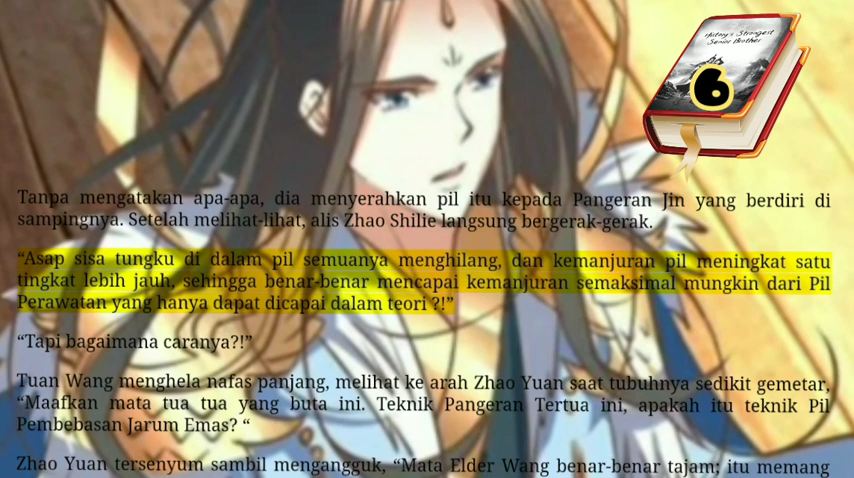 History's Strongest
Senior Brother
6
Tanpa mengatakan apa-apa, dia menyerahkan pil itu kepada Pangeran Jin yang berdiri di
sampingnya. Setelah melihat-lihat, alis Zhao Shilie langsung bergerak-gerak.
“Asap sisa tungku di dalam pil semuanya menghilang, dan kemanjuran pil meningkat satu
tingkat lebih jauh, sehingga benar-benar mencapai kemanjuran semaksimal mungkin dari Pil
Perawatan yang hanya dapat dicapai dalam teori ?!”
“Tapi bagaimana caranya?!”
Tuan Wang menghela nafas panjang, melihat ke arah Zhao Yuan saat tubuhnya sedikit gemetar,
“Maafkan mata tua tua yang buta ini. Teknik Pangeran Tertua ini, apakah itu teknik Pil
Pembebasan Jarum Emas? “
Zhao Yuan tersenyum sambil mengangguk, “Mata Elder Wang benar-benar tajam; itu memang